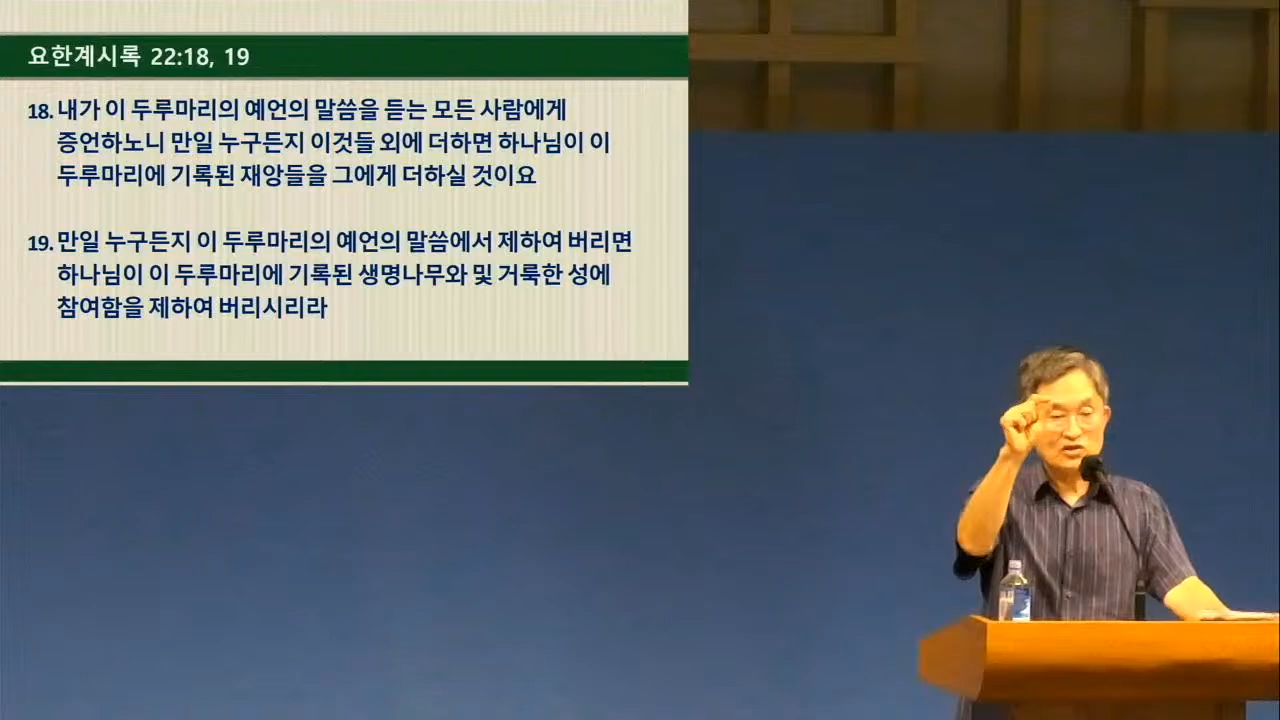 요한계시록 22:18, 19
18. 내가 이 두루마리의 예언의 말씀을 듣는 모든 사람에게
증언하노니 만일 누구든지 이것들 외에 더하면 하나님이 이
두루마리에 기록된 재앙들을 그에게 더하실 것이요
19. 만일 누구든지 이 두루마리의 예언의 말씀에서 제하여 버리면
하나님이 이 두루마리에 기록된 생명나무와 및 거룩한 성에
참여함을 제하여 버리시리라